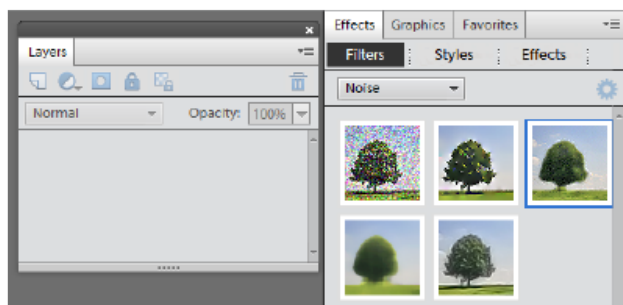 Layers
Normal Opacity: 100%
Effects Graphics Favorites
Filters Styles Effects
Noise